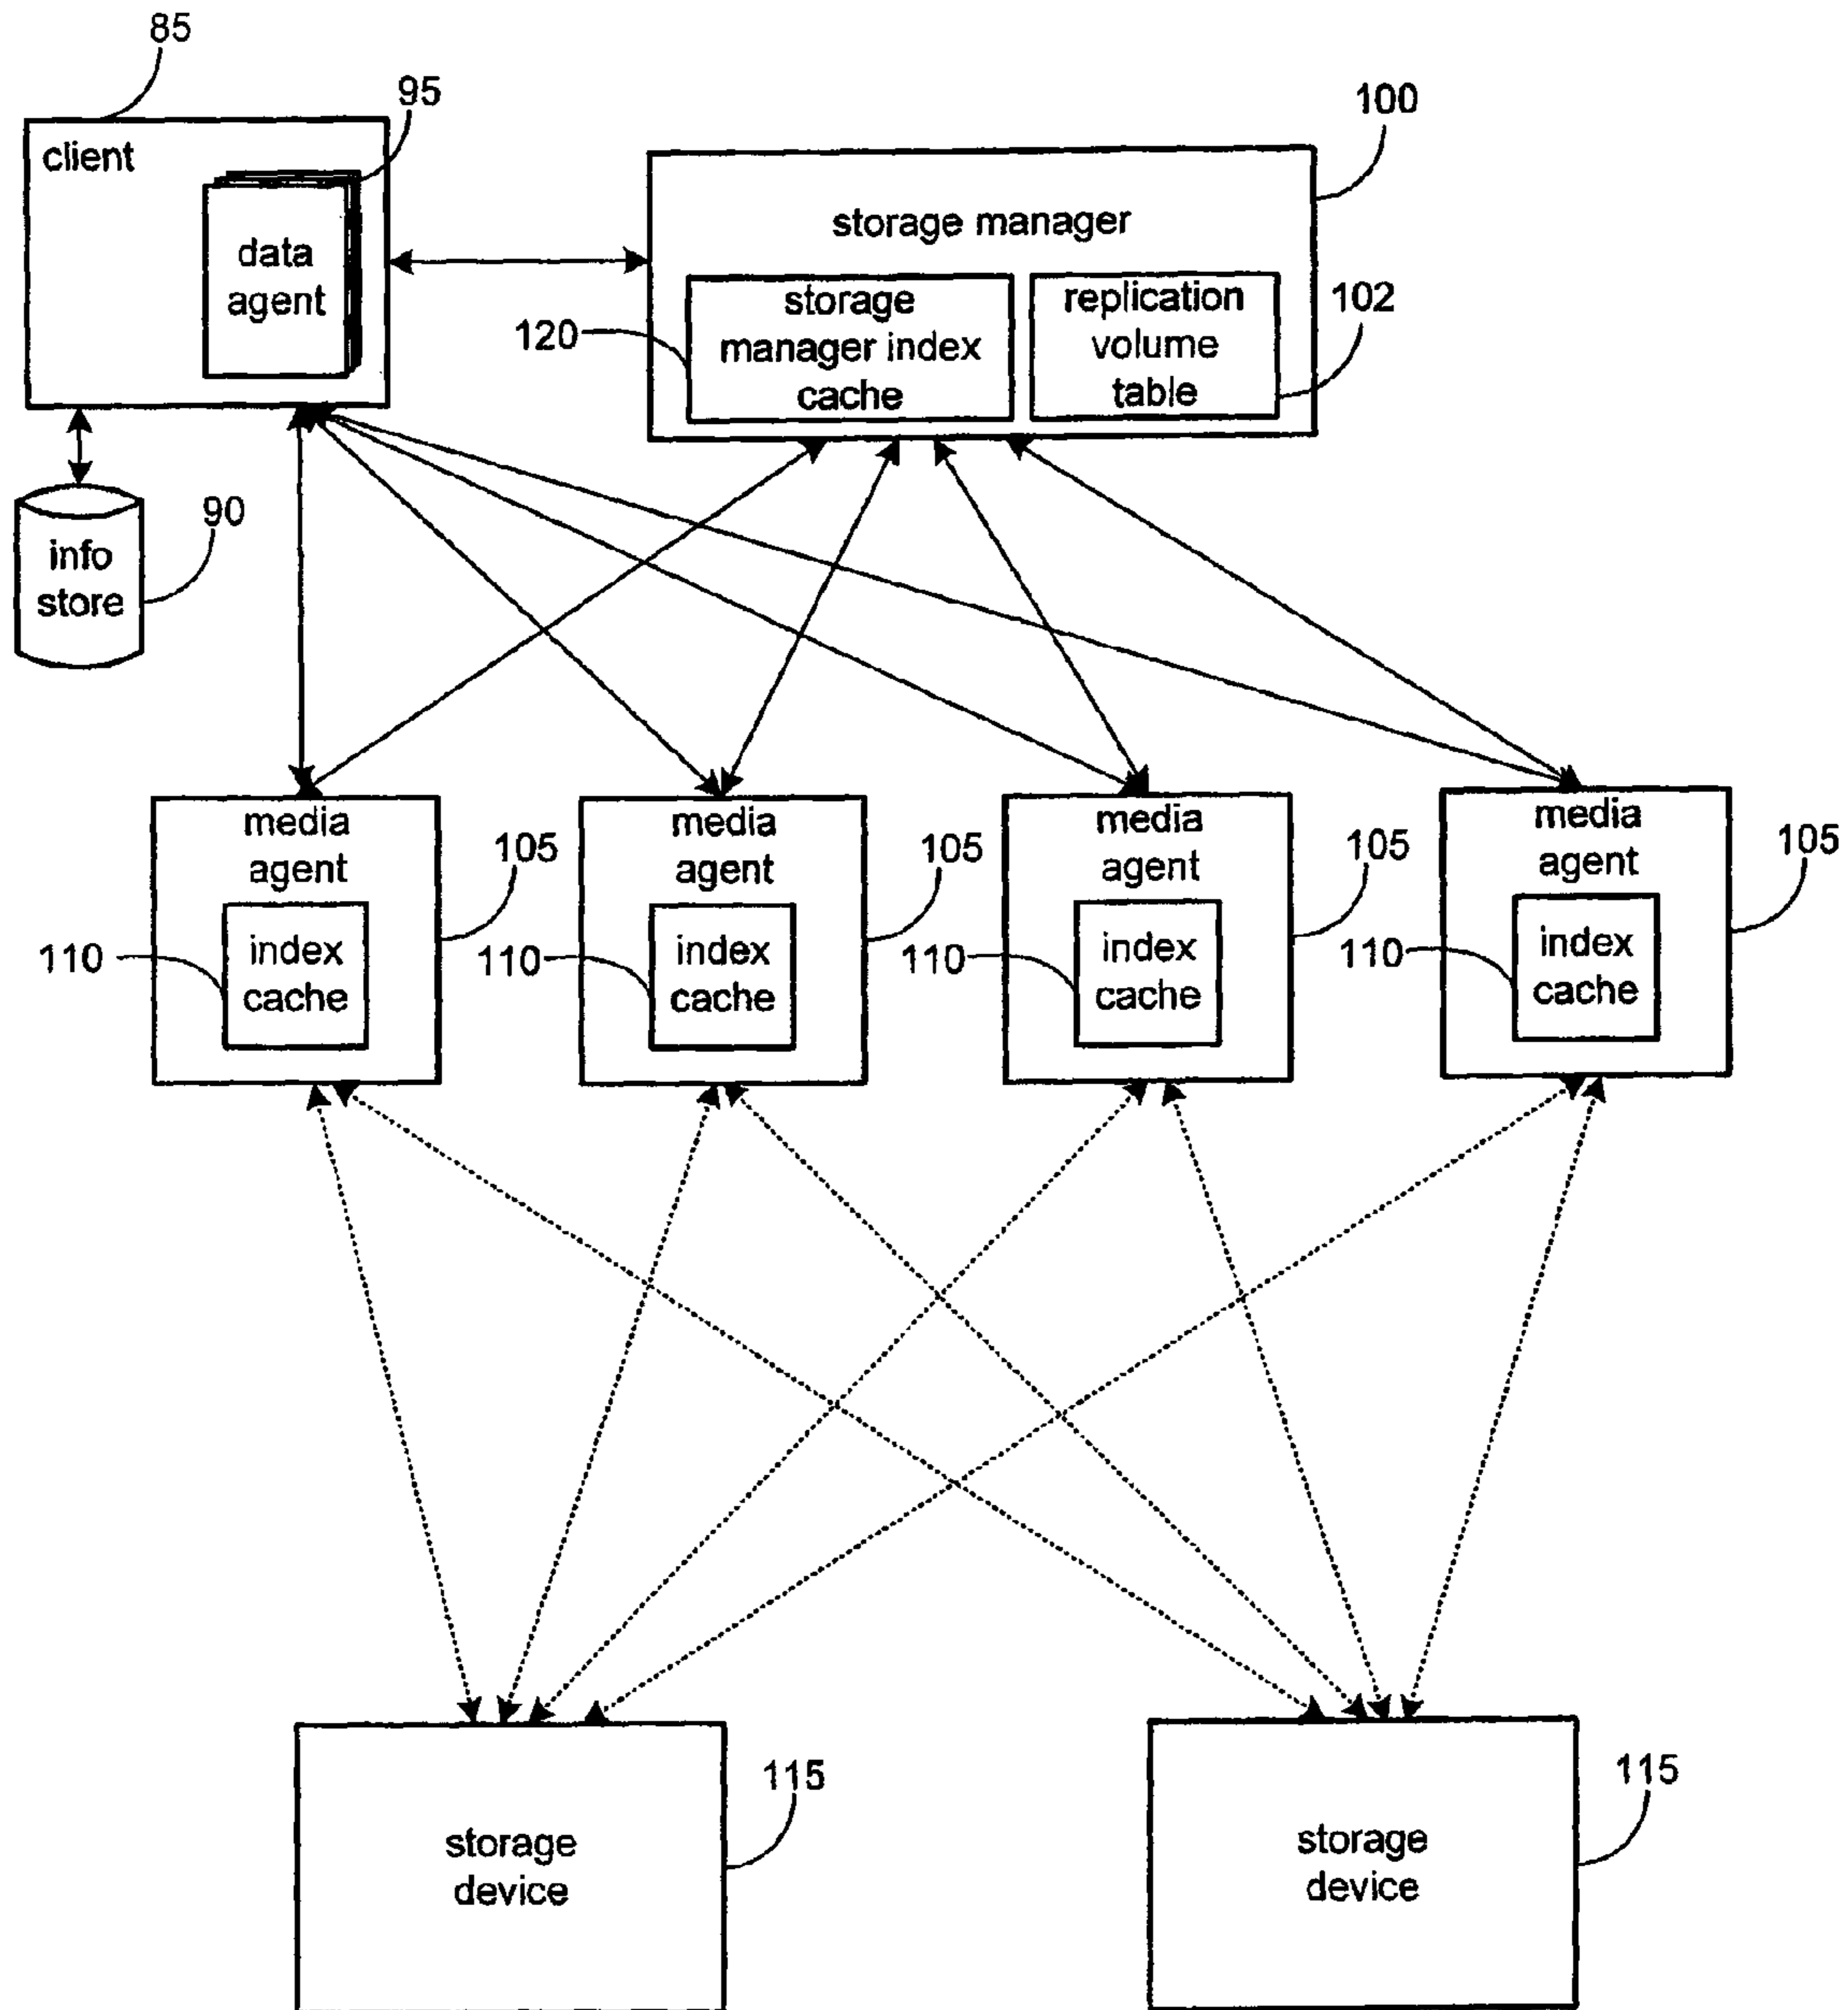 85
95
100
client
data
agent
storage manager
storage
manager index
cache
replication
volume
table
120
102
info
store
90
media
agent
index
cache
105
110
media
agent
index
cache
105
110
media
agent
index
cache
105
110
media
agent
index
cache
105
110
storage
device
115
storage
device
115